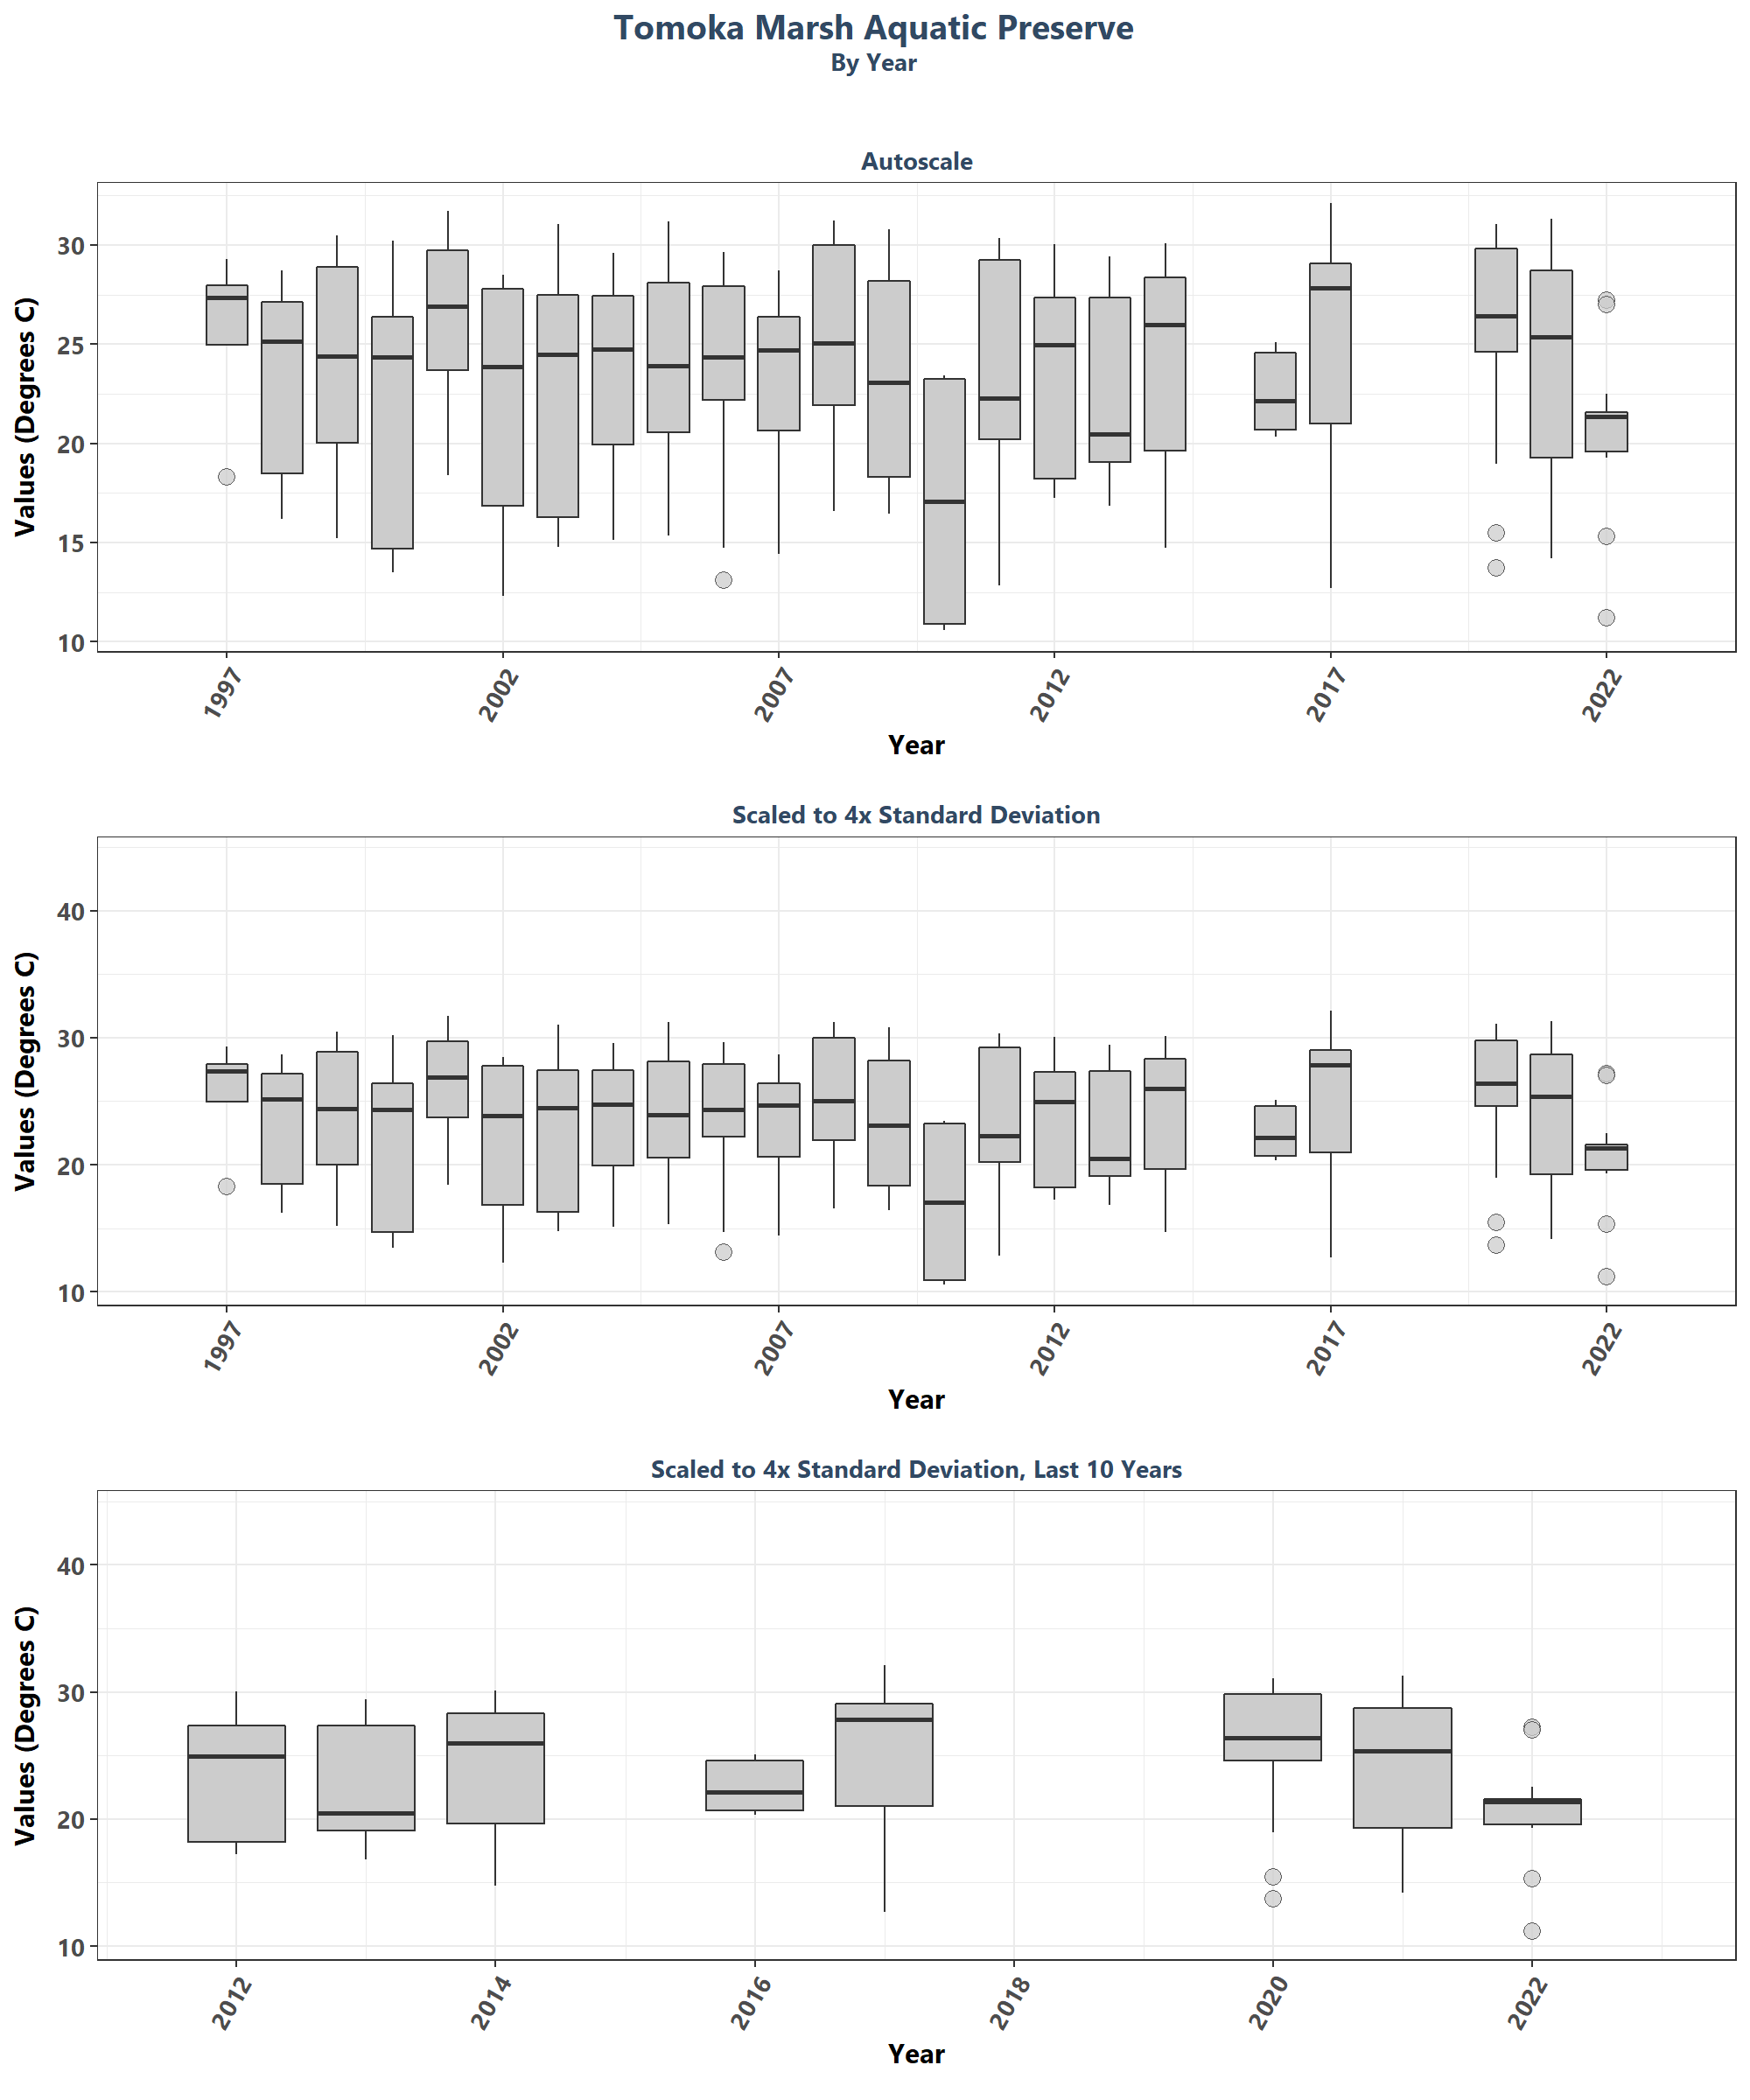 Tomoka Marsh Aquatic Preserve
By Year
Autoscale
Values (Degrees C)
30
25
20
15
10
1997
2002
2007
2012
2017
2022
Year
Scaled to 4x Standard Deviation
Values (Degrees C)
40
30
20
10
1997
2002
2007
2012
2017
2022
Year
Scaled to 4x Standard Deviation, Last 10 Years
Values (Degrees C)
40
30
20
10
2012
2014
2016
2018
2020
2022
Year